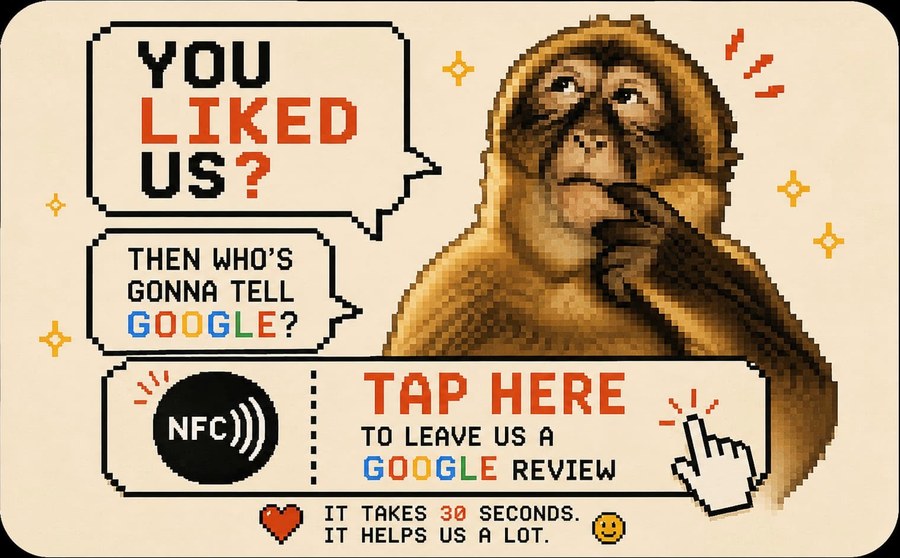 YOU
LIKED
US?
THEN WHO'S
GONNA TELL
GOOGLE?
NFC
TAP HERE
TO LEAVE US A
GOOGLE REVIEW
IT TAKES 30 SECONDS.
IT HELPS US A LOT.